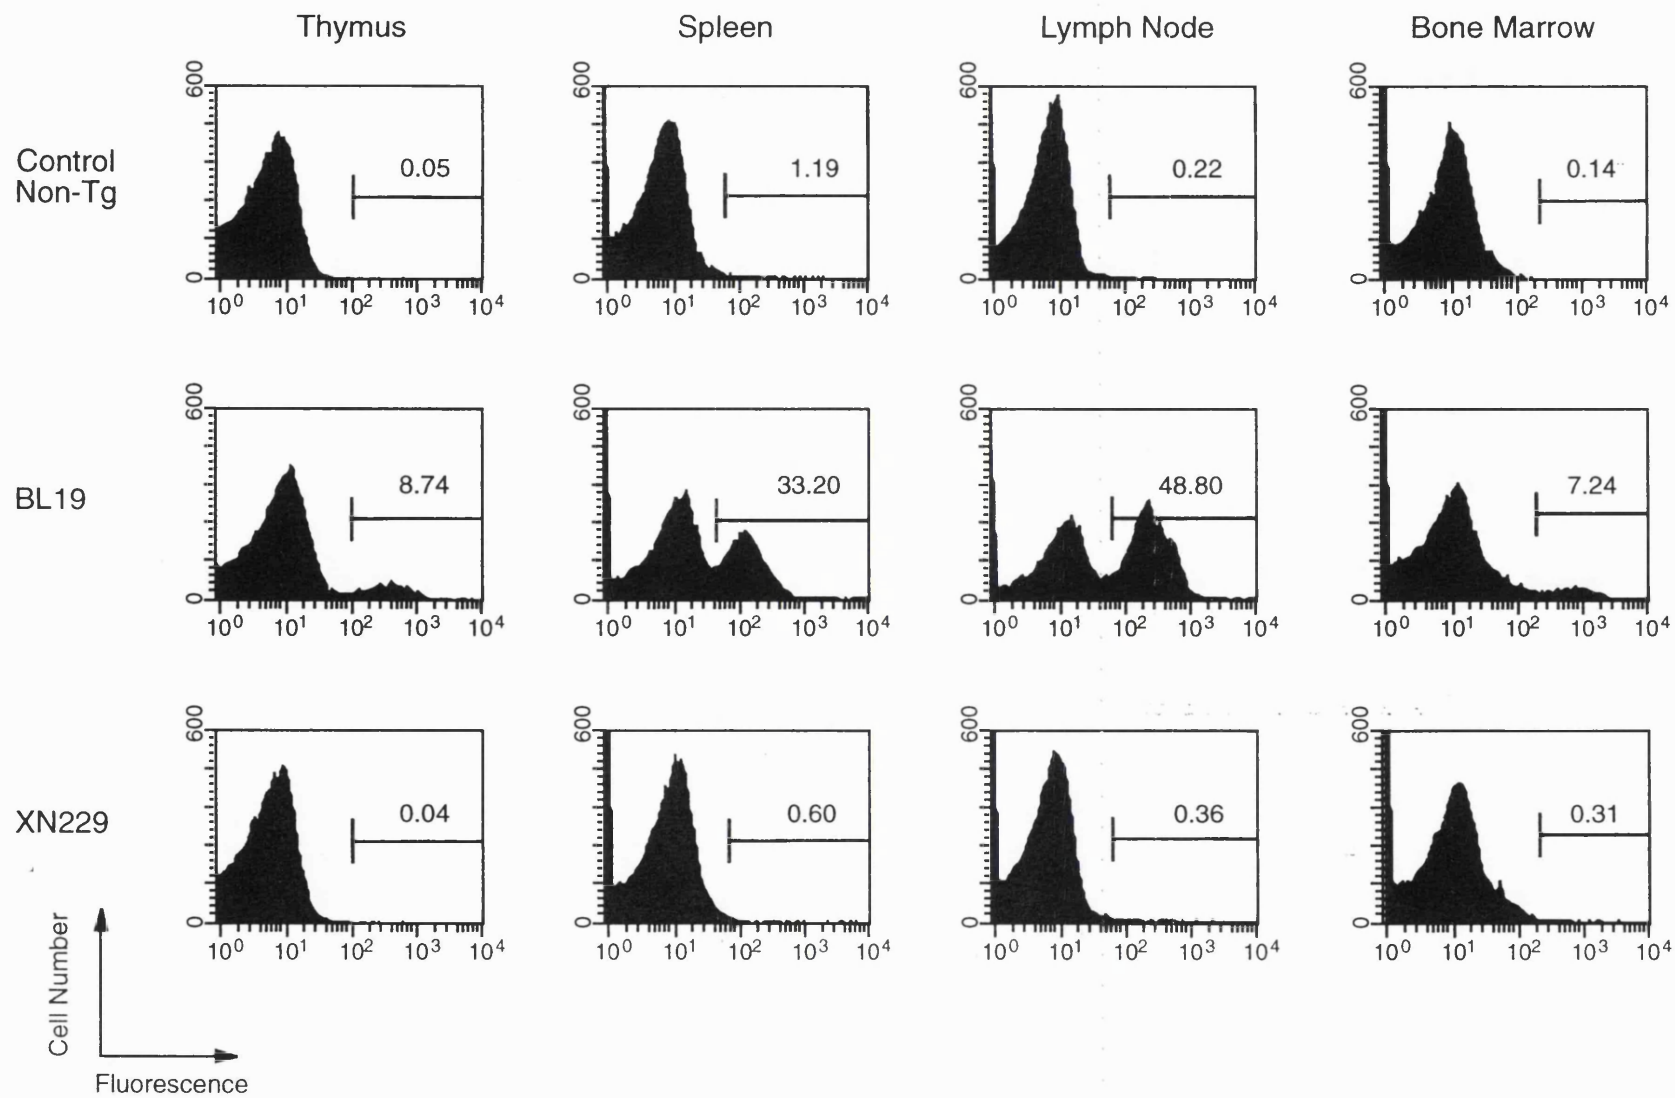 Thymus Spleen Lymph Node Bone Marrow
Control
Non-Tg
600 0.05 0
10⁰ 10¹ 10² 10³ 10⁴
600 1.19 0
10⁰ 10¹ 10² 10³ 10⁴
600 0.22 0
10⁰ 10¹ 10² 10³ 10⁴
600 0.14 0
10⁰ 10¹ 10² 10³ 10⁴
BL19
600 8.74 0
10⁰ 10¹ 10² 10³ 10⁴
600 33.20 0
10⁰ 10¹ 10² 10³ 10⁴
600 48.80 0
10⁰ 10¹ 10² 10³ 10⁴
600 7.24 0
10⁰ 10¹ 10² 10³ 10⁴
XN229
600 0.04 0
10⁰ 10¹ 10² 10³ 10⁴
600 0.60 0
10⁰ 10¹ 10² 10³ 10⁴
600 0.36 0
10⁰ 10¹ 10² 10³ 10⁴
600 0.31 0
10⁰ 10¹ 10² 10³ 10⁴
Cell Number
Fluorescence